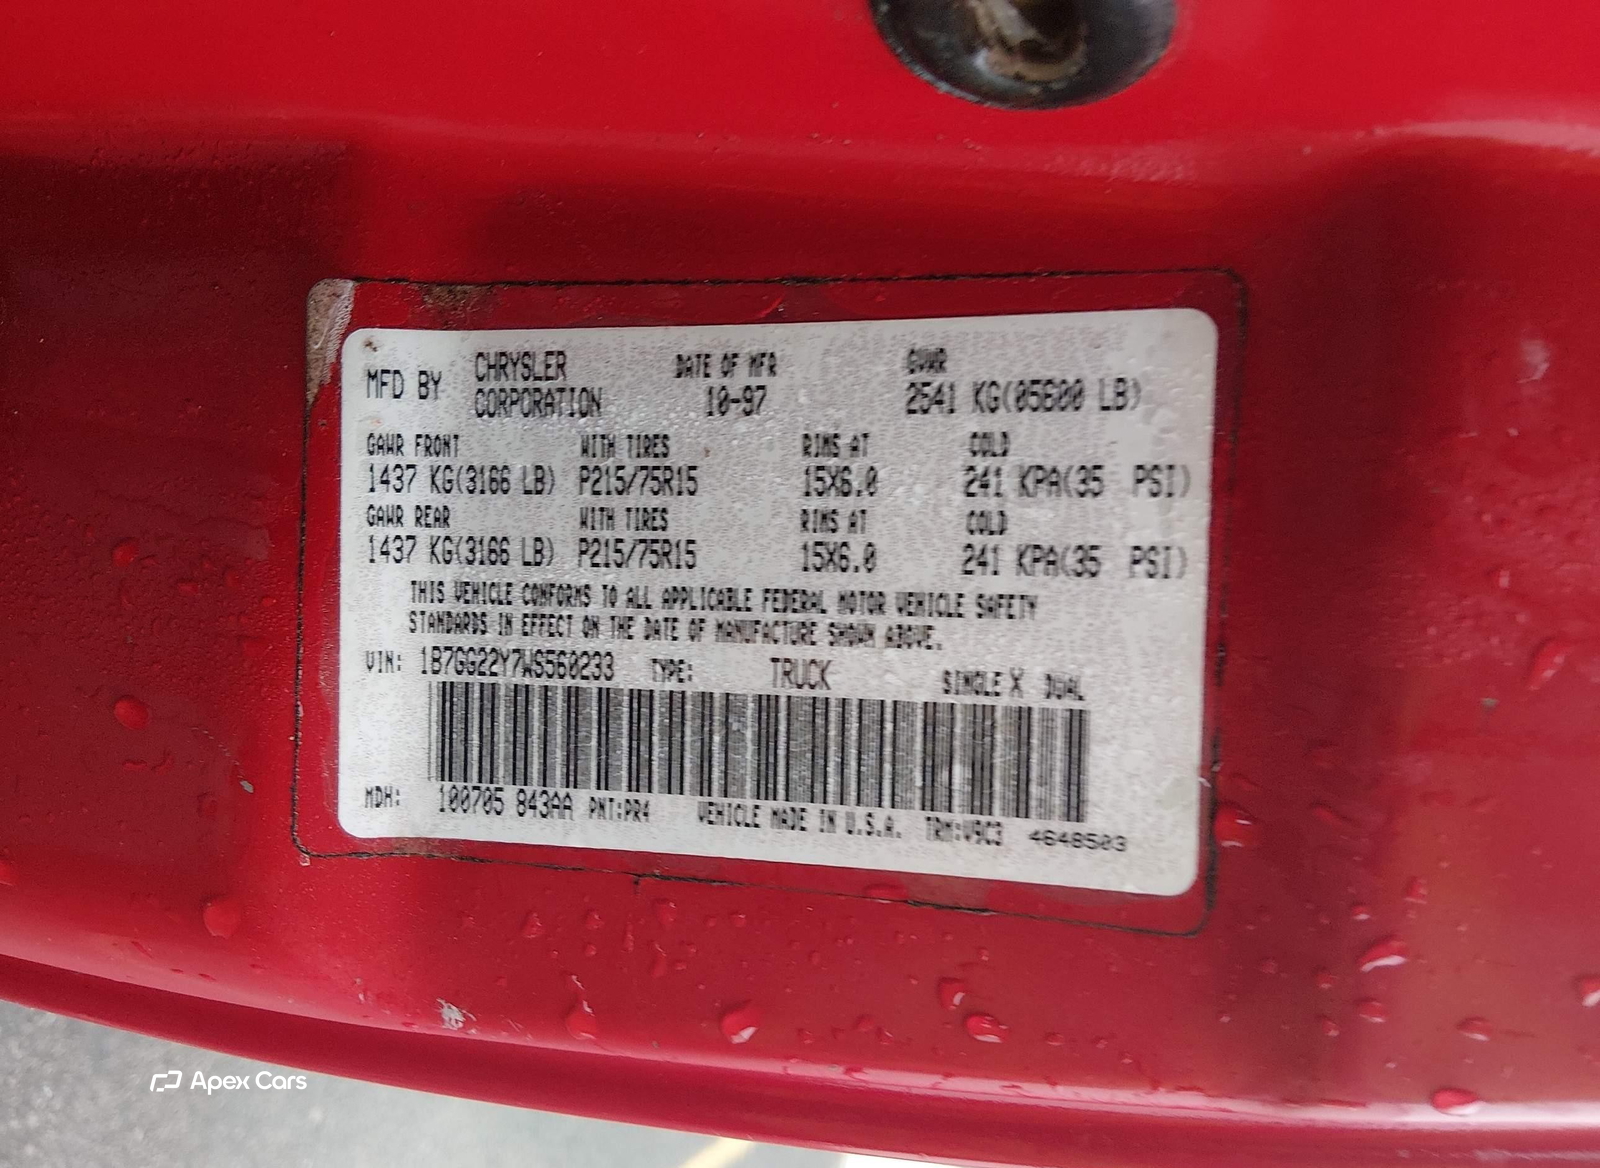 MFD BY CHRYSLER CORPORATION DATE OF MFR 10-97 GVWR 2541 KG(05600 LB)
GAWR FRONT WITH TIRES RIMS AT COLD
1437 KG(3166 LB) P215/75R15 15X6.0 241 KPA(35 PSI)
GAWR REAR WITH TIRES RIMS AT COLD
1437 KG(3166 LB) P215/75R15 15X6.0 241 KPA(35 PSI)
THIS VEHICLE CONFORMS TO ALL APPLICABLE FEDERAL MOTOR VEHICLE SAFETY
STANDARDS IN EFFECT ON THE DATE OF MANUFACTURE SHOWN ABOVE.
VIN: 1B7GG22Y7WS560233 TYPE: TRUCK SINGLE X DUAL
MDH: 100705 843AA PNT:PR4 VEHICLE MADE IN U.S.A. TRM:V9C3 4648503
Apex Cars